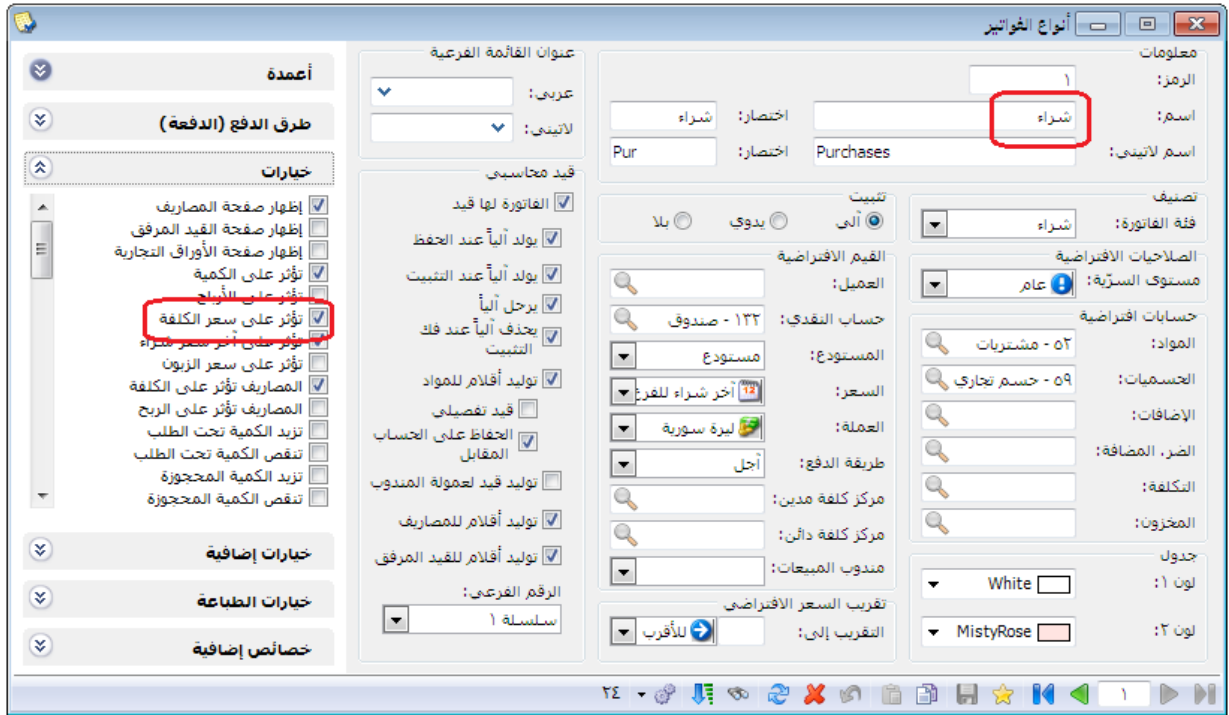 أنواع الفواتير
معلومات
الرمز: ١
اسم: شراء اختصار: شراء
اسم لاتيني: Purchases اختصار: Pur
تصنيف
فئة الفاتورة: شراء
الصلاحيات الافتراضية
مستوى السرّية: عام
حسابات افتراضية
المواد: ٥٢ - مشتريات
الحسميات: ٥٩ - حسم تجاري
الإضافات:
الضر. المضافة:
التكلفة:
المخزون:
جدول
لون ١: White
لون ٢: MistyRose
تثبيت
آلي يدوي بلا
القيم الافتراضية
العميل:
حساب النقدي: ١٣٢ - صندوق
المستودع: مستودع
السعر: آخر شراء للفرع
العملة: ليرة سورية
طريقة الدفع: آجل
مركز كلفة مدين:
مركز كلفة دائن:
مندوب المبيعات:
تقريب السعر الافتراضي
التقريب إلى: للأقرب
عنوان القائمة الفرعية
عربي:
لاتيني:
قيد محاسبي
الفاتورة لها قيد
يولد آلياً عند الحفظ
يولد آلياً عند التثبيت
يرحل آلياً
يحذف آلياً عند فك
التثبيت
توليد أقلام للمواد
قيد تفصيلي
الحفاظ على الحساب
المقابل
توليد قيد لعمولة المندوب
توليد أقلام للمصاريف
توليد أقلام للقيد المرفق
الرقم الفرعي:
سلسلة ١
أعمدة
طرق الدفع (الدفعة)
خيارات
إظهار صفحة المصاريف
إظهار صفحة القيد المرفق
إظهار صفحة الأوراق التجارية
تؤثر على الكمية
تؤثر على الأرباح
تؤثر على سعر الكلفة
تؤثر على آخر سعر شراء
تؤثر على سعر الزبون
المصاريف تؤثر على الكلفة
المصاريف تؤثر على الربح
تزيد الكمية تحت الطلب
تنقص الكمية تحت الطلب
تزيد الكمية المحجوزة
تنقص الكمية المحجوزة
خيارات إضافية
خيارات الطباعة
خصائص إضافية
١ ٢٤